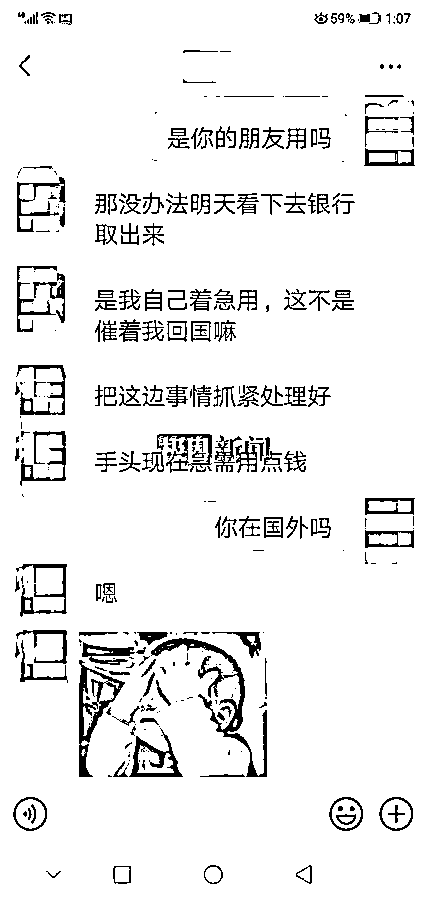 59% 1:07
是你的朋友用吗
那没办法明天看下去银行
取出来
是我自己着急用，这不是
催着我回国嘛
把这边事情抓紧处理好
新闻
手头现在急需用点钱
你在国外吗
嗯